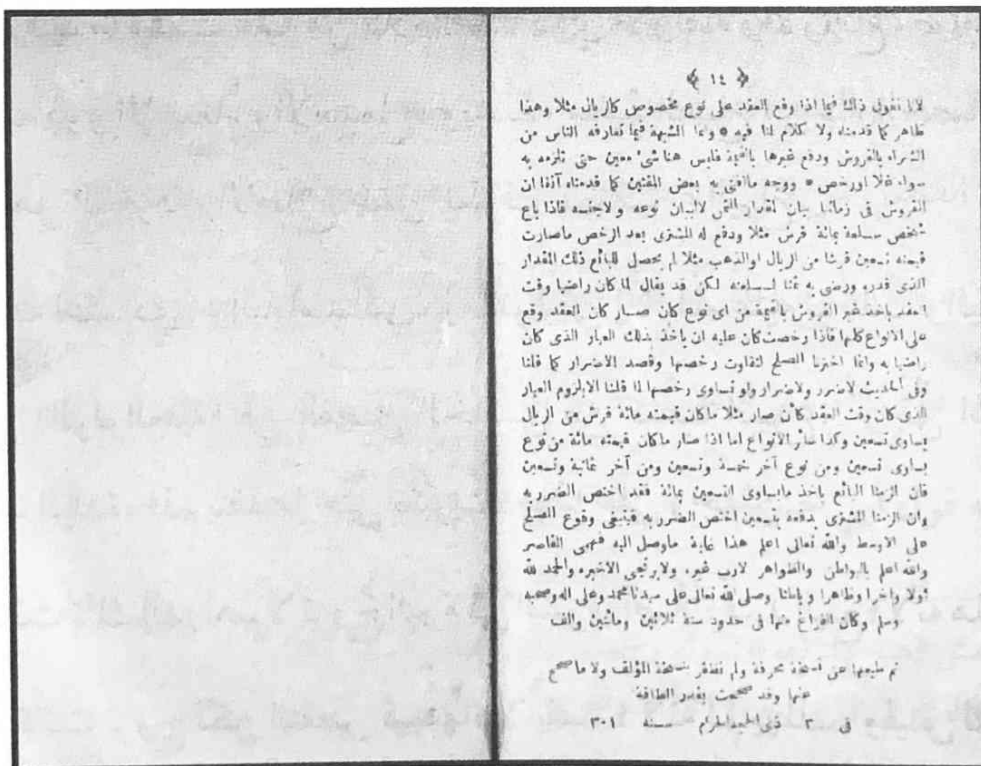 ﴿ ١٤ ﴾
لانا نقول ذلك فيما اذا وقع العقد على نوع مخصوص كالريال مثلا وهذا
ظاهر كما قدمناه ولا كلام لنا فيه * وانما الشبهة فيما تعارفه الناس من
الشراء بالقروش ودفع غيرها بالقيمة فليس هنا شئ معين حتى تلزمه به
سواء غلا اورخص * ووجه ماافتى به بعض المفتين كما قدمناه آنفا ان
القروش فى زماننا بيان لمقدار الثمن لالبيان نوعه ولاجنسه فاذا باع
شخص سلعة بمائة قرش مثلا ودفع له المشترى بعد الرخص ماصارت
قيمته تسعين قرشا من الريال اوالذهب مثلا لم يحصل للبائع ذلك المقدار
الذى قدره ورضى به ثمنا لسلعته لكن قد يقال لما كان راضيا وقت
العقد باخذ غير القروش بالقيمة من اى نوع كان صار كان العقد وقع
على الانواع كلها فاذا رخصت كان عليه ان ياخذ بذلك العيار الذى كان
راضيا به وانما اخترنا الصلح لتفاوت رخصها وقصد الاضرار كما قلنا
وفى الحديث لاضرر ولاضرار ولو تساوى رخصها لما قلنا الابلزوم العيار
الذى كان وقت العقد كأن صار مثلا ماكان قيمته مائة قرش من الريال
يساوى تسعين وكذا سائر الانواع اما اذا صار ماكان قيمته مائة من نوع
يساوى تسعين ومن نوع آخر خمسة وتسعين ومن آخر ثمانية وتسعين
فان الزمنا البائع باخذ مايساوى التسعين بمائة فقد اختص الضرر به
وان الزمنا المشترى بدفعه بتسعين اختص الضرر به فينبغى وقوع الصلح
على الاوسط والله تعالى اعلم هذا غاية ماوصل اليه فهمى القاصر
والله اعلم بالبواطن والظواهر لارب غيره ولايرتجى الاخيره والحمد لله
اولا واخرا وظاهرا وباطنا وصلى الله تعالى على سيدنا محمد وعلى اله وصحبه
وسلم وكان الفراغ منها فى حدود سنة ثلاثين ومائتين والف
تم طبعها عن نسخة محرفة ولم نظفر بنسخة المؤلف ولا ماصحح
عنها وقد صححت بقدر الطاقة
فى ٣ سنة ٣٠١